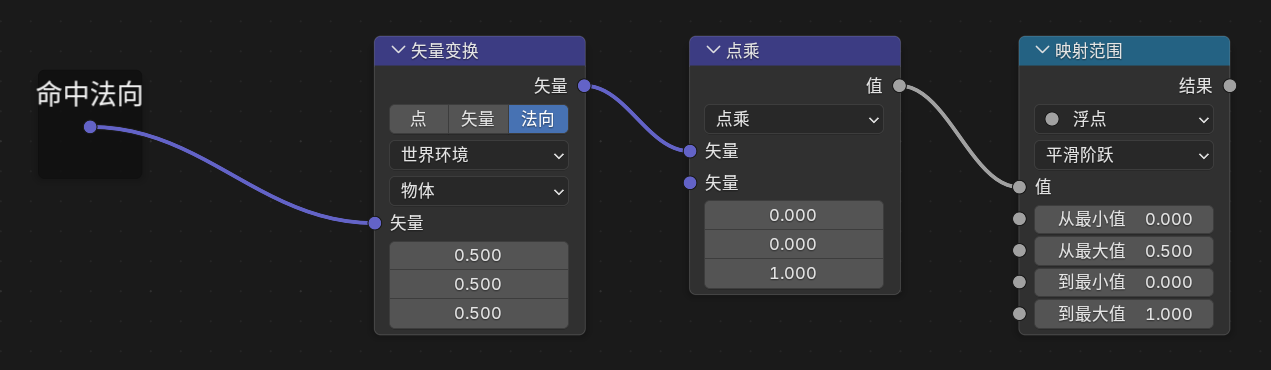 命中法向
矢量变换
矢量
点 矢量 法向
世界环境
物体
矢量
0.500
0.500
0.500
点乘
值
点乘
矢量
矢量
0.000
0.000
1.000
映射范围
结果
浮点
平滑阶跃
值
从最小值 0.000
从最大值 0.500
到最小值 0.000
到最大值 1.000